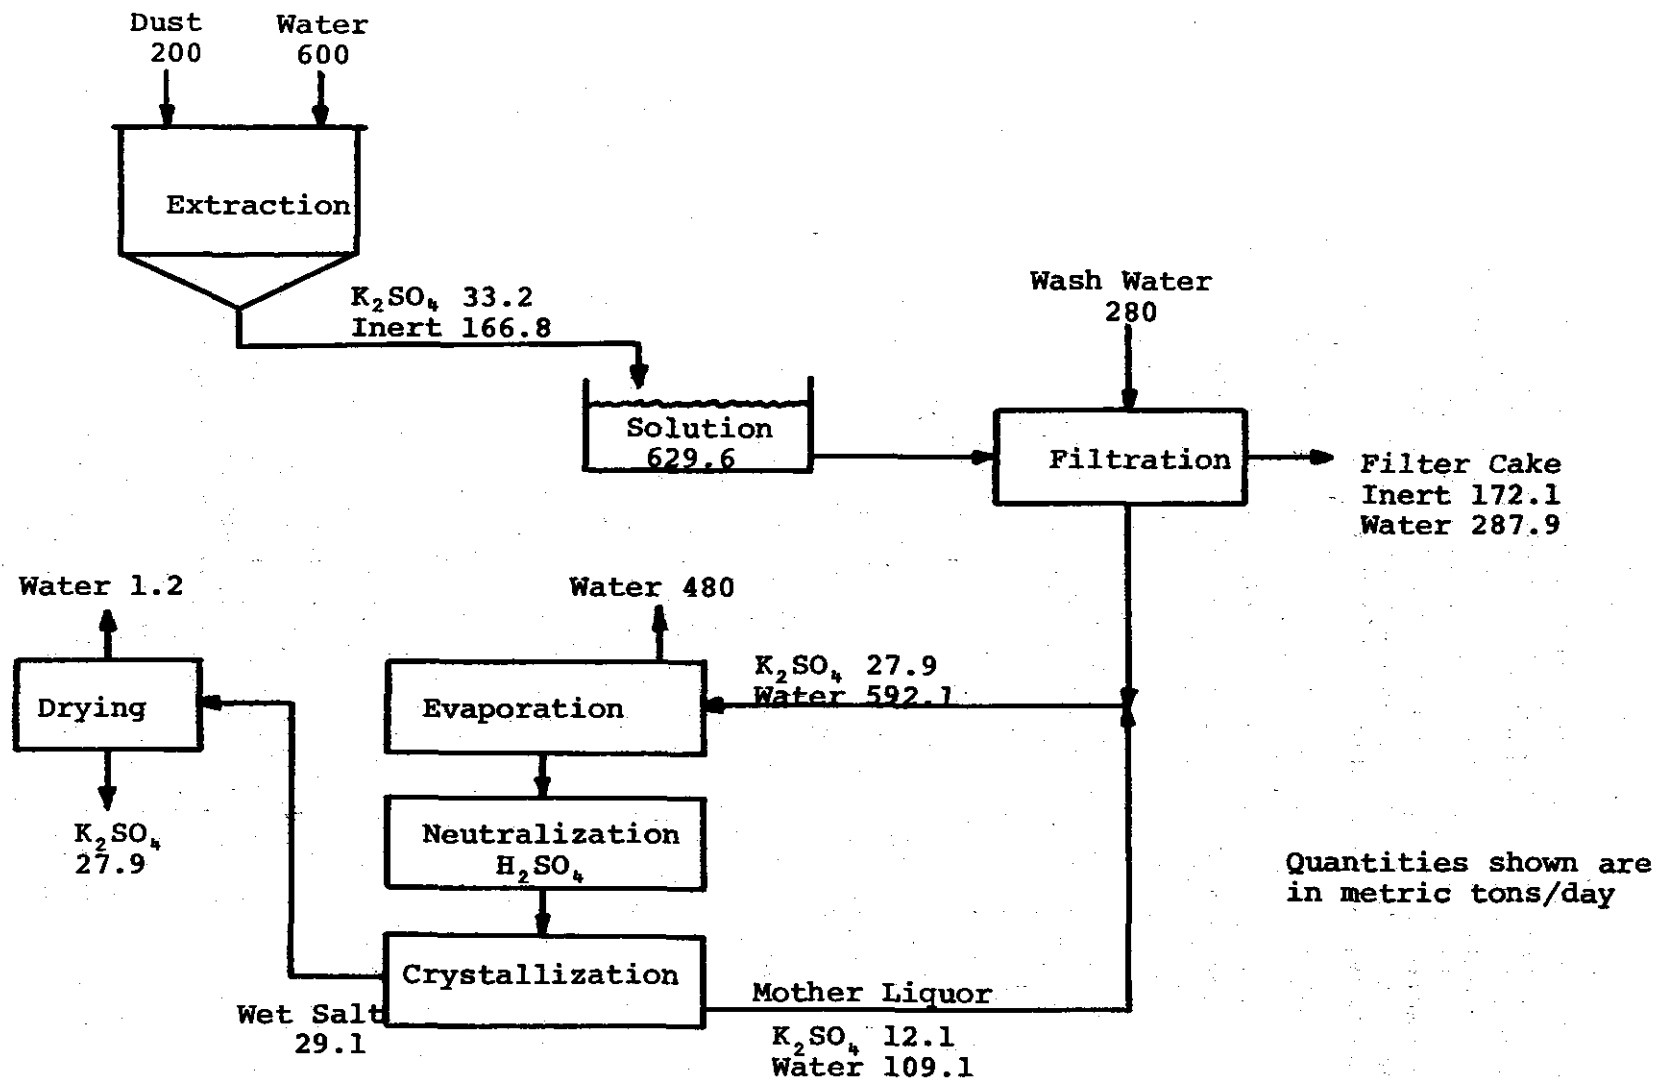 Dust
200
Water
600
Extraction
K₂SO₄ 33.2
Inert 166.8
Solution
629.6
Wash Water
280
Filtration
Filter Cake
Inert 172.1
Water 287.9
Water 1.2
Drying
K₂SO₄
27.9
Water 480
Evaporation
K₂SO₄ 27.9
Water 592.1
Neutralization
H₂SO₄
Crystallization
Wet Salt
29.1
Mother Liquor
K₂SO₄ 12.1
Water 109.1
Quantities shown are
in metric tons/day